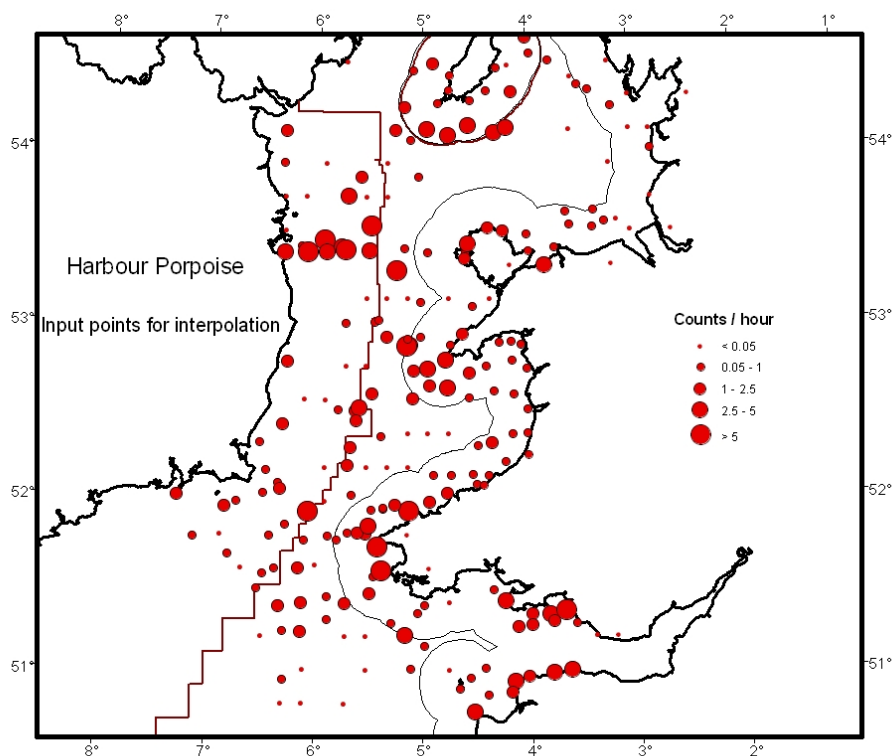 8° 7° 6° 5° 4° 3° 2° 1°
54° 54°
Harbour Porpoise
Input points for interpolation
53° 53°
Counts / hour
< 0.05
0.05 - 1
1 - 2.5
2.5 - 5
> 5
52° 52°
51° 51°
8° 7° 6° 5° 4° 3° 2°